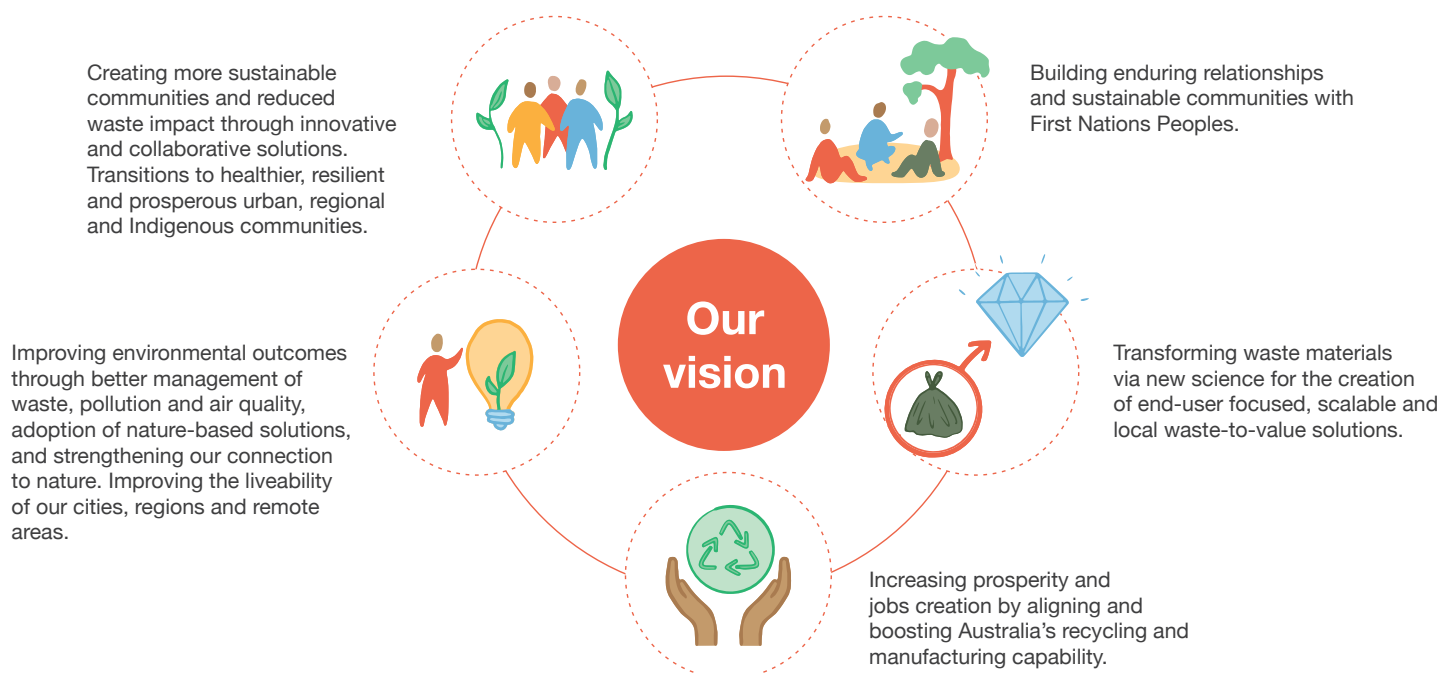 Creating more sustainable
communities and reduced
waste impact through innovative
and collaborative solutions.
Transitions to healthier, resilient
and prosperous urban, regional
and Indigenous communities.
Building enduring relationships
and sustainable communities with
First Nations Peoples.
Our
vision
Improving environmental outcomes
through better management of
waste, pollution and air quality,
adoption of nature-based solutions,
and strengthening our connection
to nature. Improving the liveability
of our cities, regions and remote
areas.
Transforming waste materials
via new science for the creation
of end-user focused, scalable and
local waste-to-value solutions.
Increasing prosperity and
jobs creation by aligning and
boosting Australia’s recycling and
manufacturing capability.